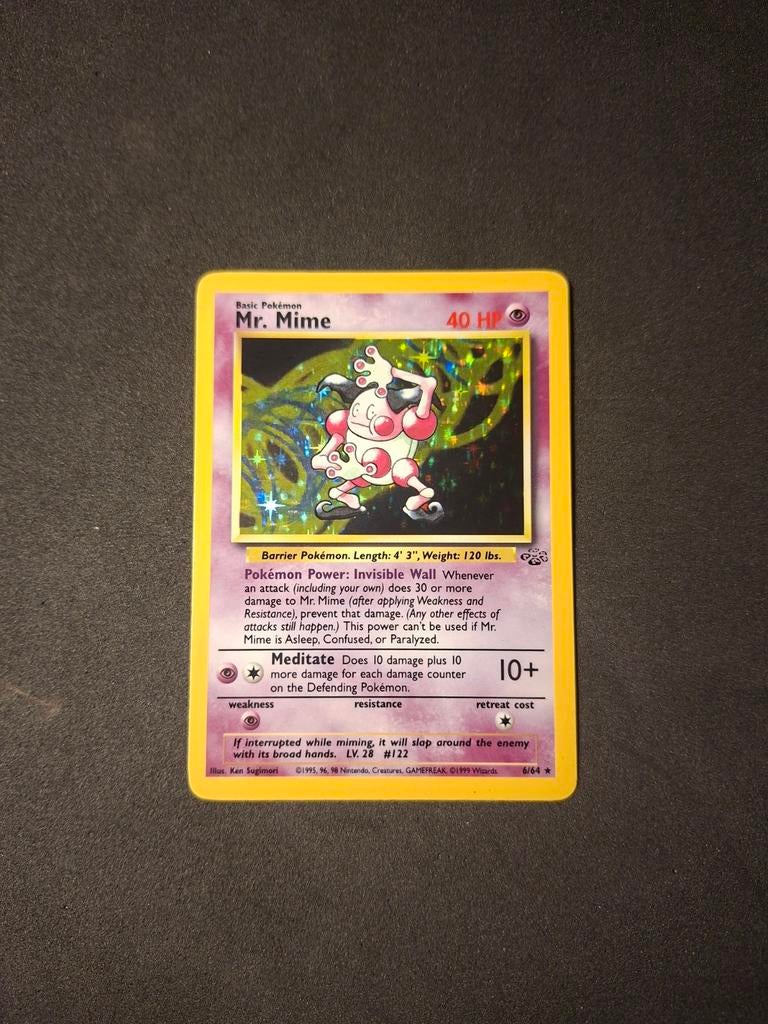 Basic Pokémon
Mr. Mime 40 HP
Barrier Pokémon. Length: 4' 3", Weight: 120 lbs.
Pokémon Power: Invisible Wall Whenever
an attack (including your own) does 30 or more
damage to Mr. Mime (after applying Weakness and
Resistance), prevent that damage. (Any other effects of
attacks still happen.) This power can't be used if Mr.
Mime is Asleep, Confused, or Paralyzed.
Meditate Does 10 damage plus 10
more damage for each damage counter
on the Defending Pokémon.
10+
weakness resistance retreat cost
If interrupted while miming, it will slap around the enemy
with its broad hands. LV. 28 #122
Illus. Ken Sugimori ©1995, 96, 98 Nintendo, Creatures, GAMEFREAK. ©1999 Wizards. 6/64 ★